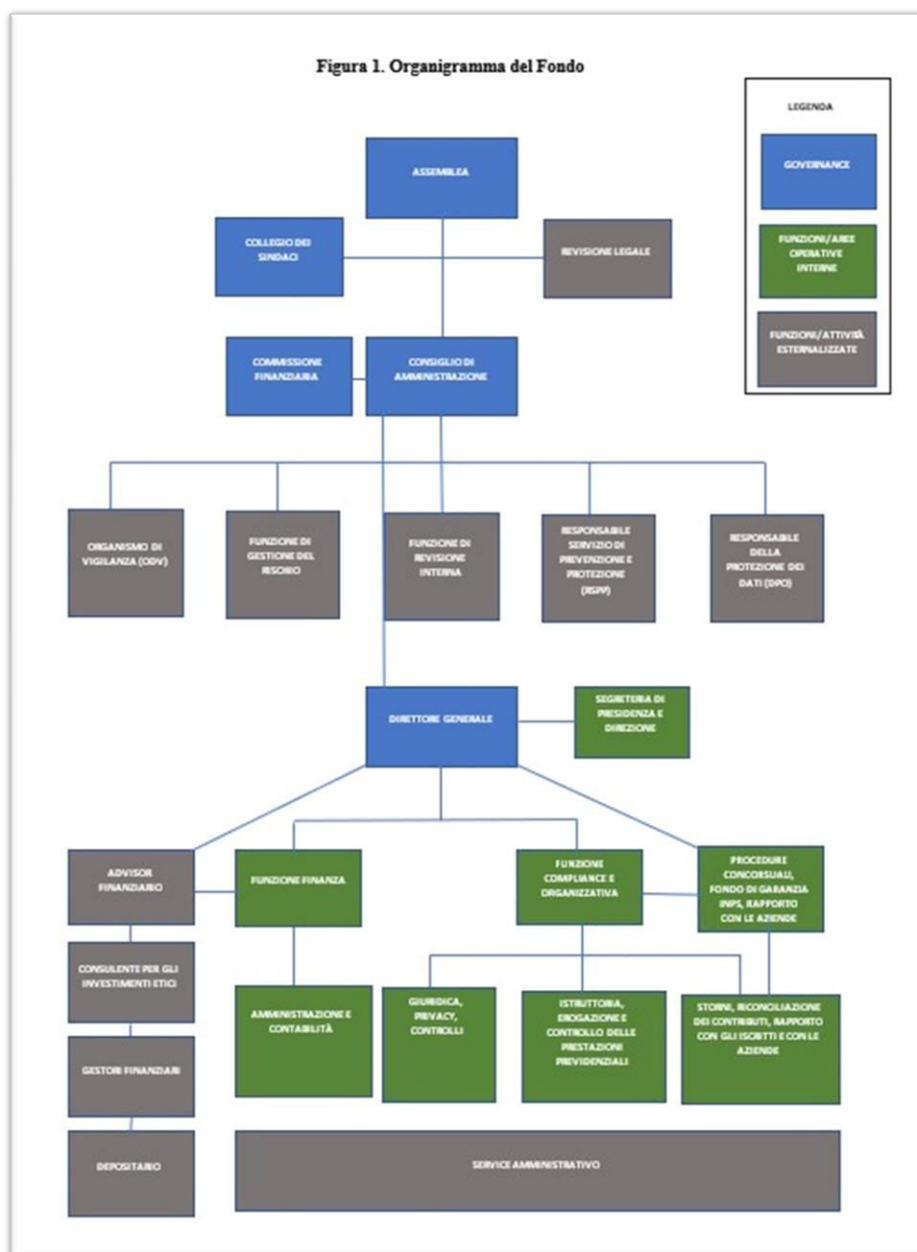 Figura 1. Organigramma del Fondo
LEGENDA
GOVERNANCE
FUNZIONI/AREE
OPERATIVE
INTERNE
FUNZIONI/ATTIVITÀ
ESTERNALIZZATE
ASSEMBLEA
COLLEGIO DEI
SINDACI
REVISIONE LEGALE
COMMISSIONE
FINANZIARIA
CONSIGLIO DI
AMMINISTRAZIONE
ORGANISMO DI
VIGILANZA (ODV)
FUNZIONE DI
GESTIONE DEL
RISCHIO
FUNZIONE DI
REVISIONE
INTERNA
RESPONSABILE
SERVIZIO DI
PREVENZIONE E
PROTEZIONE
(RSPP)
RESPONSABILE
DELLA
PROTEZIONE DEI
DATI (DPO)
DIRETTORE GENERALE
SEGRETERIA DI
PRESIDENZA E
DIREZIONE
ADVISOR
FINANZIARIO
FUNZIONE FINANZA
FUNZIONE
COMPLIANCE E
ORGANIZZATIVA
PROCEDURE
CONCORSUALI,
FONDO DI GARANZIA
INPS, RAPPORTO
CON LE AZIENDE
CONSULENTE PER GLI
INVESTIMENTI ETICI
AMMINISTRAZIONE E
CONTABILITÀ
GIURIDICA,
PRIVACY,
CONTROLLI
ISTRUTTORIA,
EROGAZIONE E
CONTROLLO DELLE
PRESTAZIONI
PREVIDENZIALI
STORNI, RICONCILIAZIONE
DEI CONTRIBUTI, RAPPORTO
CON GLI ISCRITTI E CON LE
AZIENDE
GESTORI FINANZIARI
DEPOSITARIO
SERVICE AMMINISTRATIVO